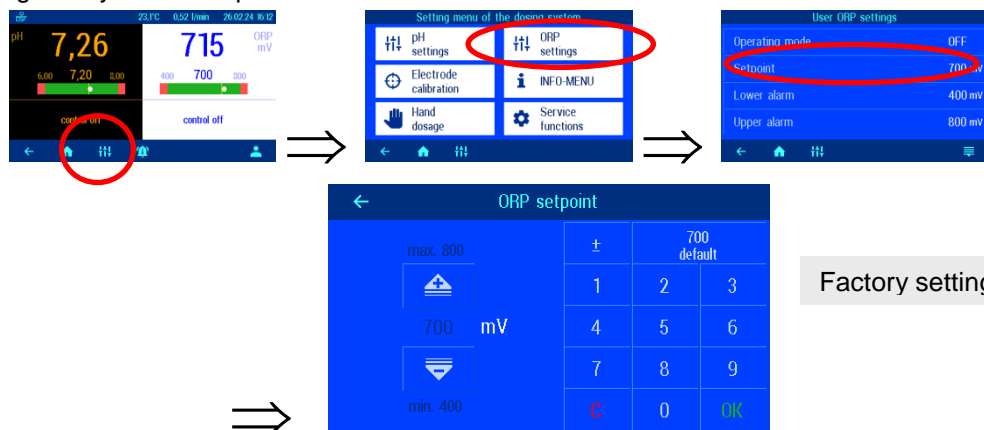 23,1°C 0,52 l/min 26.02.24 16:12
pH 7,26
6,00 7,20 8,00
control off
715 ORP mV
400 700 800
control off
Setting menu of the dosing system
pH settings
ORP settings
Electrode calibration
INFO-MENU
Hand dosage
Service functions
User ORP settings
Operating mode OFF
Setpoint 700 mV
Lower alarm 400 mV
Upper alarm 800 mV
ORP setpoint
max. 800
700 mV
min. 400
± 700 default
1 2 3
4 5 6
7 8 9
C 0 OK
Factory setting